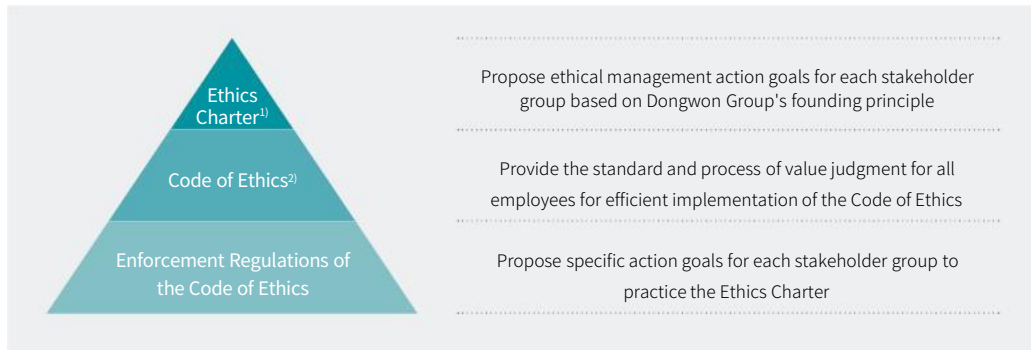 Ethics
Charter1)
Propose ethical management action goals for each stakeholder
group based on Dongwon Group's founding principle
Code of Ethics2)
Provide the standard and process of value judgment for all
employees for efficient implementation of the Code of Ethics
Enforcement Regulations of
the Code of Ethics
Propose specific action goals for each stakeholder group to
practice the Ethics Charter